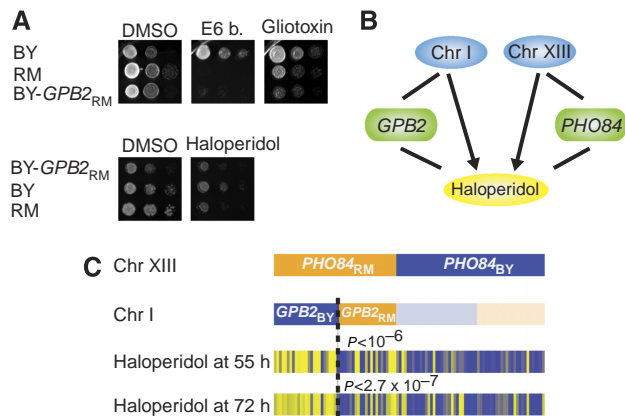 A
DMSO E6 b. Gliotoxin
BY
RM
BY-GPB2RM
DMSO Haloperidol
BY-GPB2RM
BY
RM
B
Chr I Chr XIII
GPB2 PHO84
Haloperidol
C
Chr XIII PHO84RM PHO84BY
Chr I GPB2BY GPB2RM
P<10−6
Haloperidol at 55 h
P<2.7 x 10−7
Haloperidol at 72 h